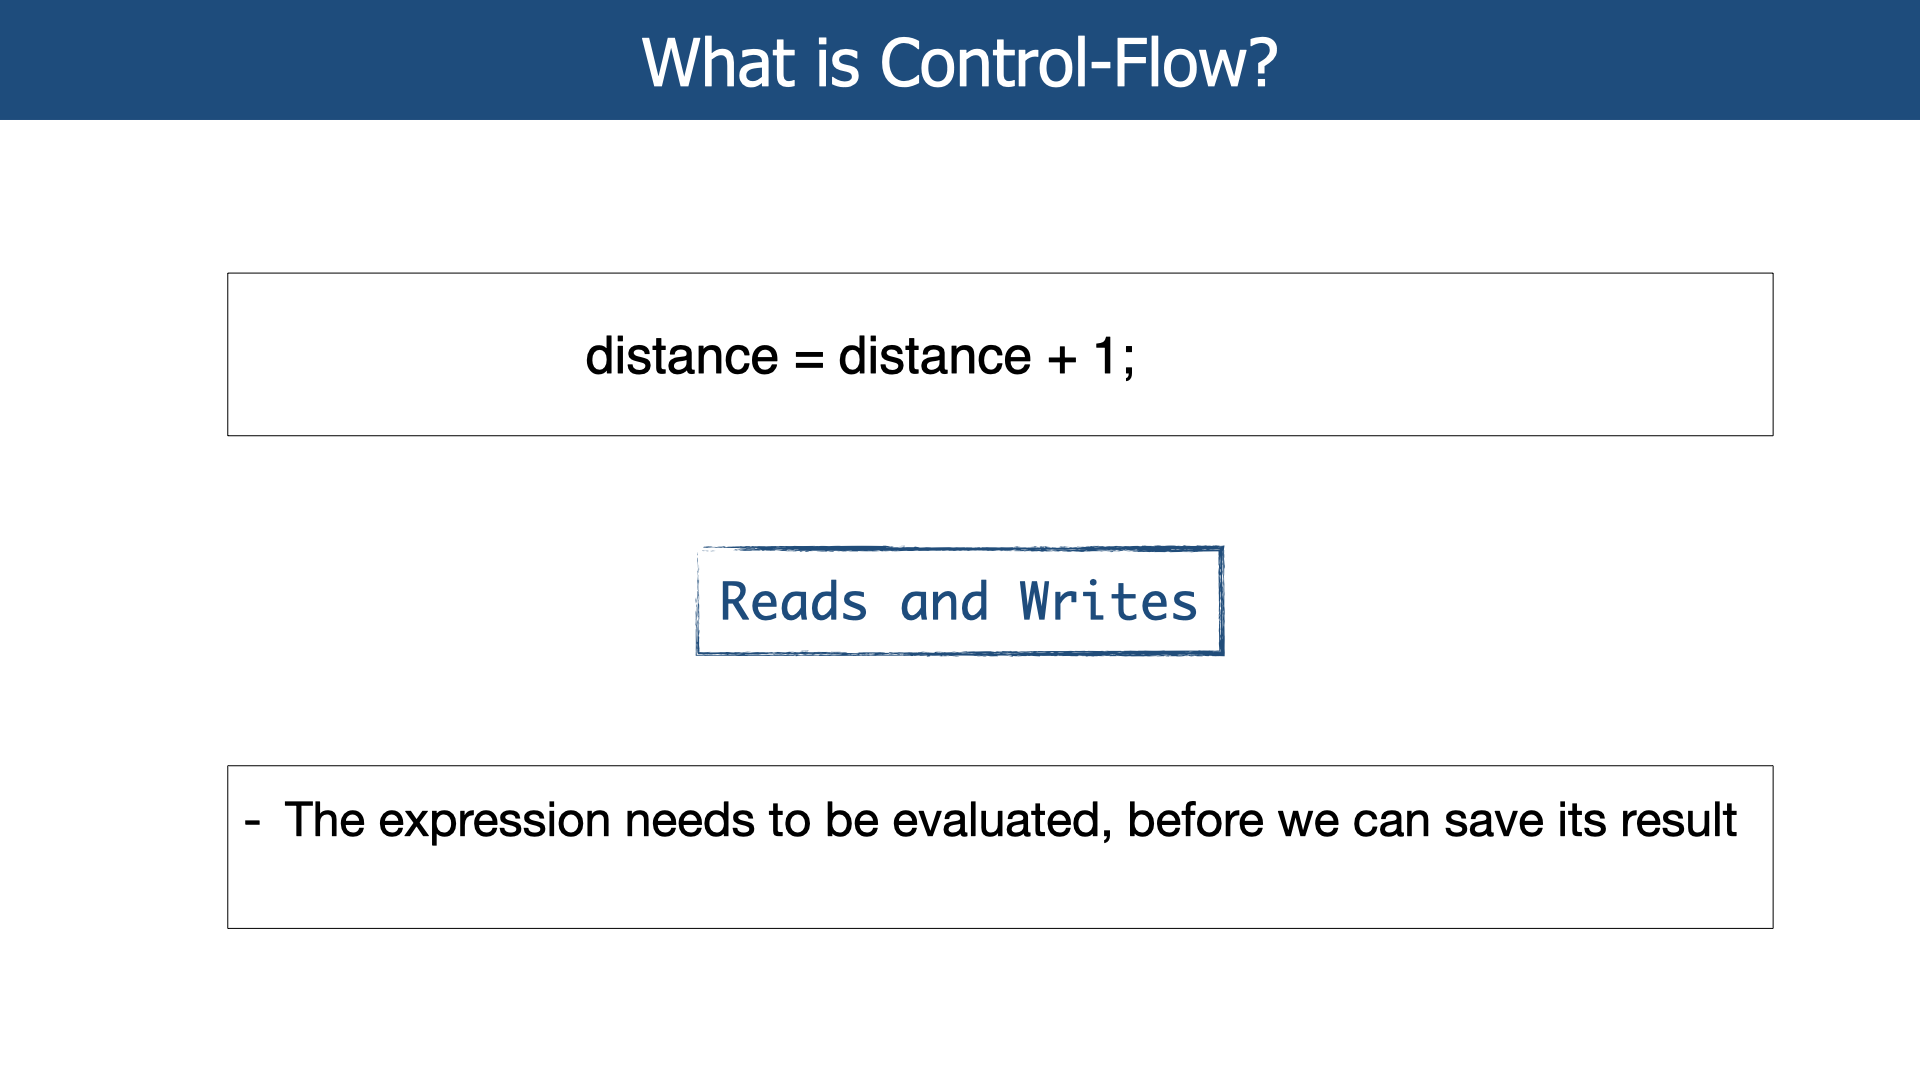 What is Control-Flow?
distance = distance + 1;
Reads and Writes
- The expression needs to be evaluated, before we can save its result